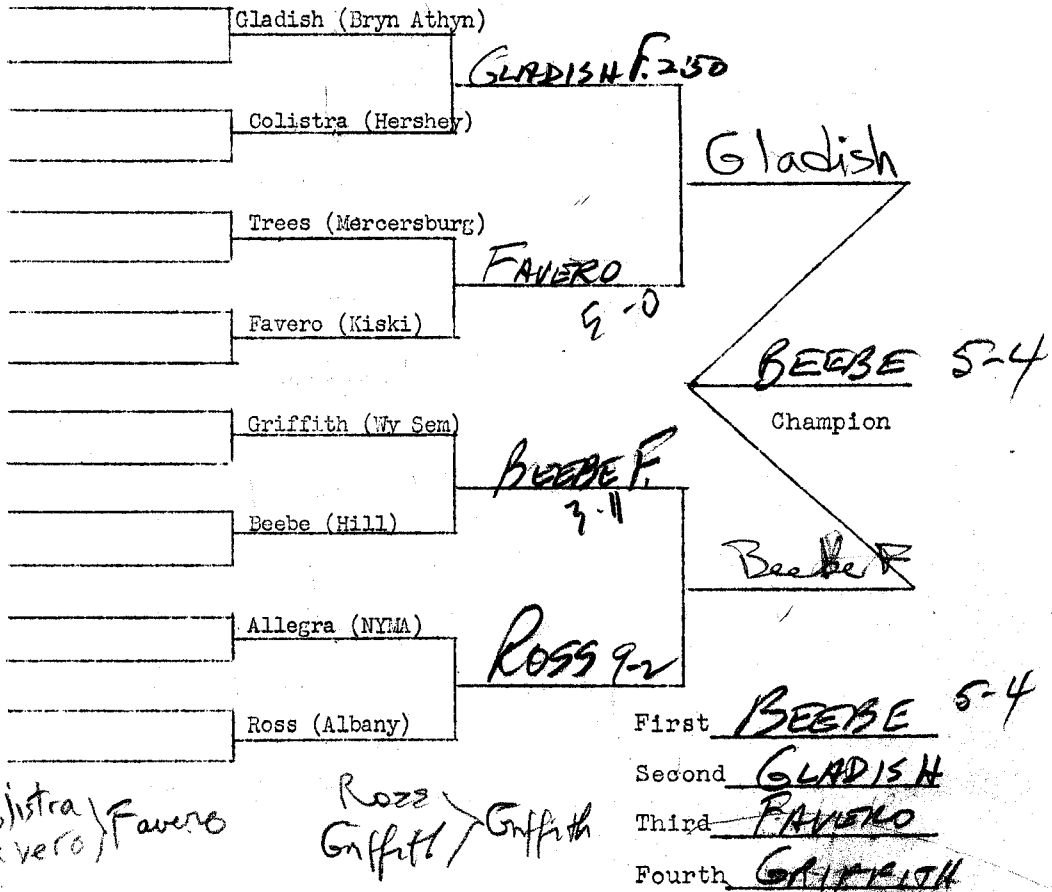 Gladish (Bryn Athyn)
GLADISH F. 2:50
Colistra (Hershey)
Gladish
Trees (Mercersburg)
FAVERO
5-0
Favero (Kiski)
BEEBE 5-4
Champion
Griffith (Wy Sem)
BEEBE F.
3-11
Beebe (Hill)
Beebe F
Allegra (NYMA)
ROSS 9-2
Ross (Albany)
First BEEBE 5-4
Second GLADISH
Third FAVERO
Fourth GRIFFITH
listra
vero Favero
Ross
Griffith Griffith